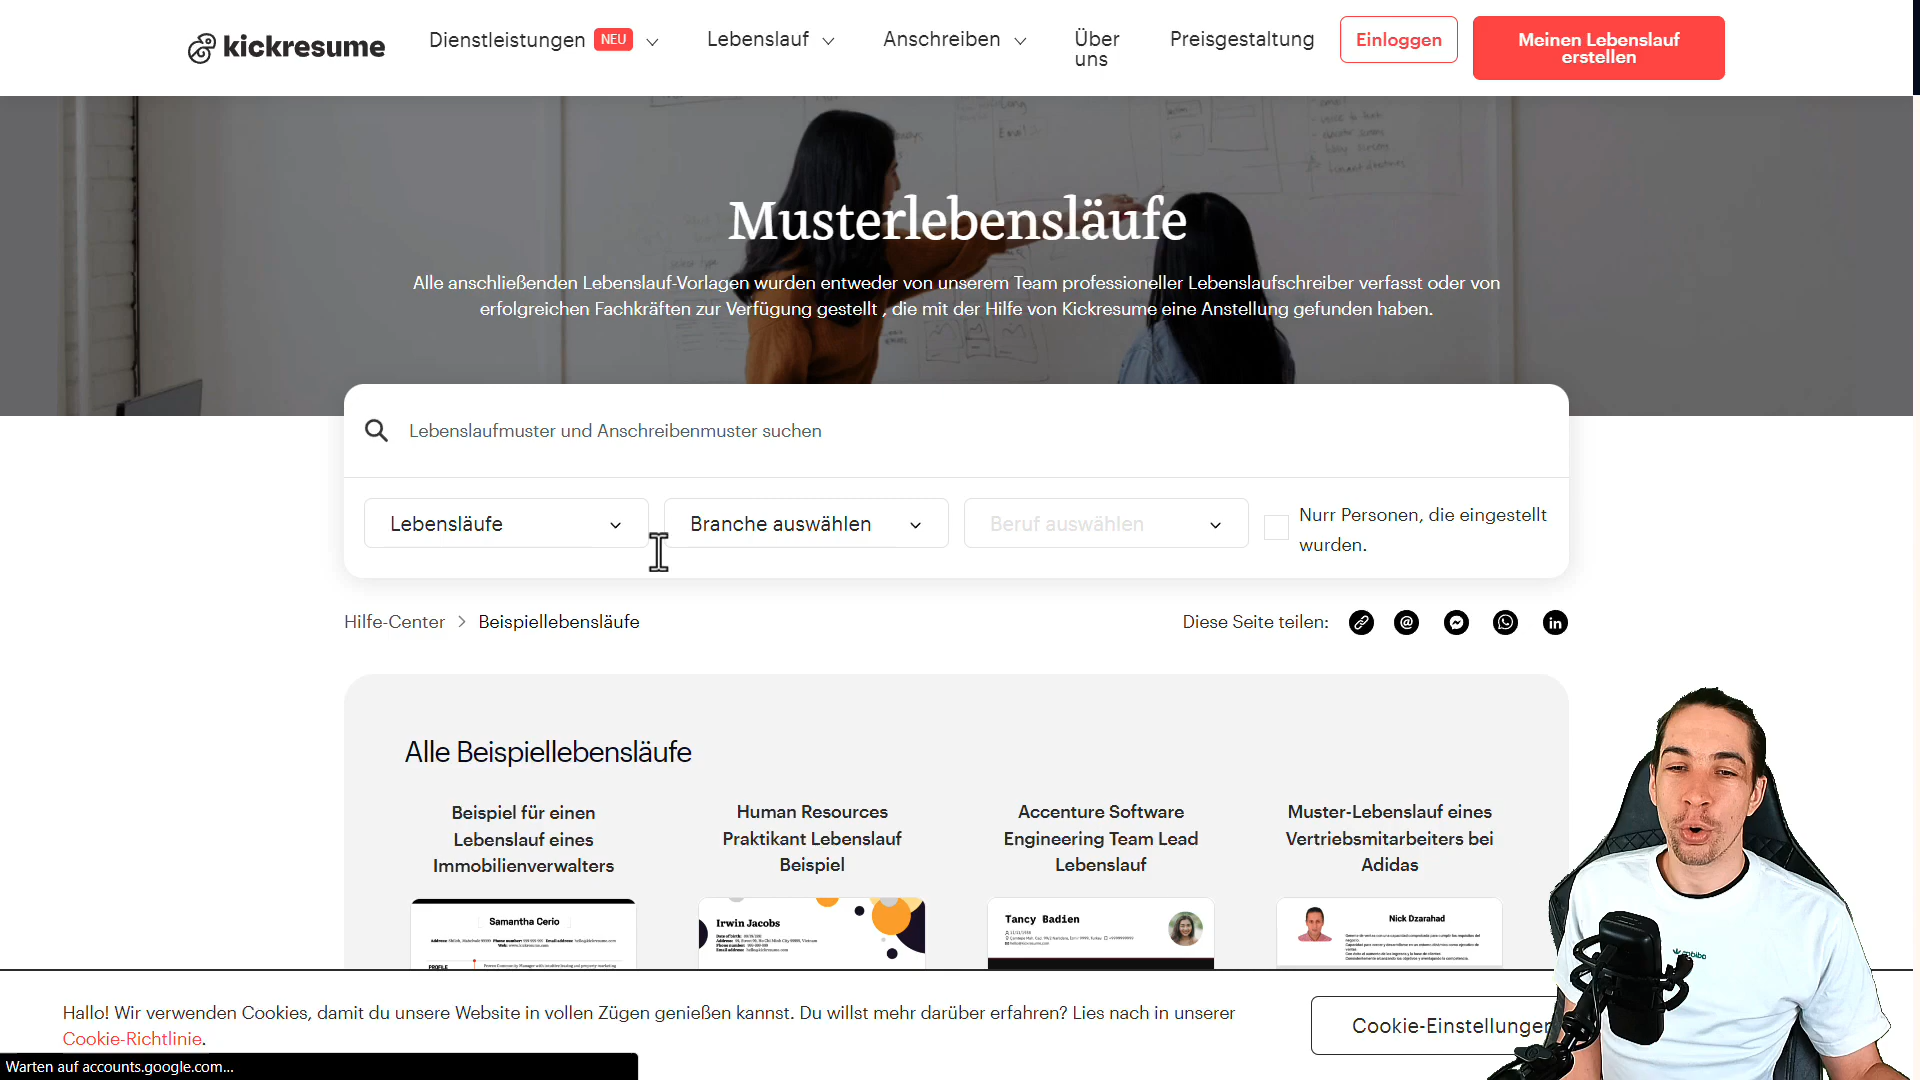 kickresume
Dienstleistungen NEU
Lebenslauf
Anschreiben
Über
uns
Preisgestaltung
Einloggen
Meinen Lebenslauf
erstellen
Musterlebensläufe
Alle anschließenden Lebenslauf-Vorlagen wurden entweder von unserem Team professioneller Lebenslaufschreiber verfasst oder von
erfolgreichen Fachkräften zur Verfügung gestellt , die mit der Hilfe von Kickresume eine Anstellung gefunden haben.
Lebenslaufmuster und Anschreibenmuster suchen
Lebensläufe
Branche auswählen
Beruf auswählen
Nurr Personen, die eingestellt
wurden.
Hilfe-Center > Beispiellebensläufe
Diese Seite teilen:
Alle Beispiellebensläufe
Beispiel für einen
Lebenslauf eines
Immobilienverwalters
Human Resources
Praktikant Lebenslauf
Beispiel
Accenture Software
Engineering Team Lead
Lebenslauf
Muster-Lebenslauf eines
Vertriebsmitarbeiters bei
Adidas
Samantha Cerio
PROFILE
Irwin Jacobs
Tancy Badien
Nick Dzarahad
Hallo! Wir verwenden Cookies, damit du unsere Website in vollen Zügen genießen kannst. Du willst mehr darüber erfahren? Lies nach in unserer
Cookie-Richtlinie.
Cookie-Einstellungen
Warten auf accounts.google.com...